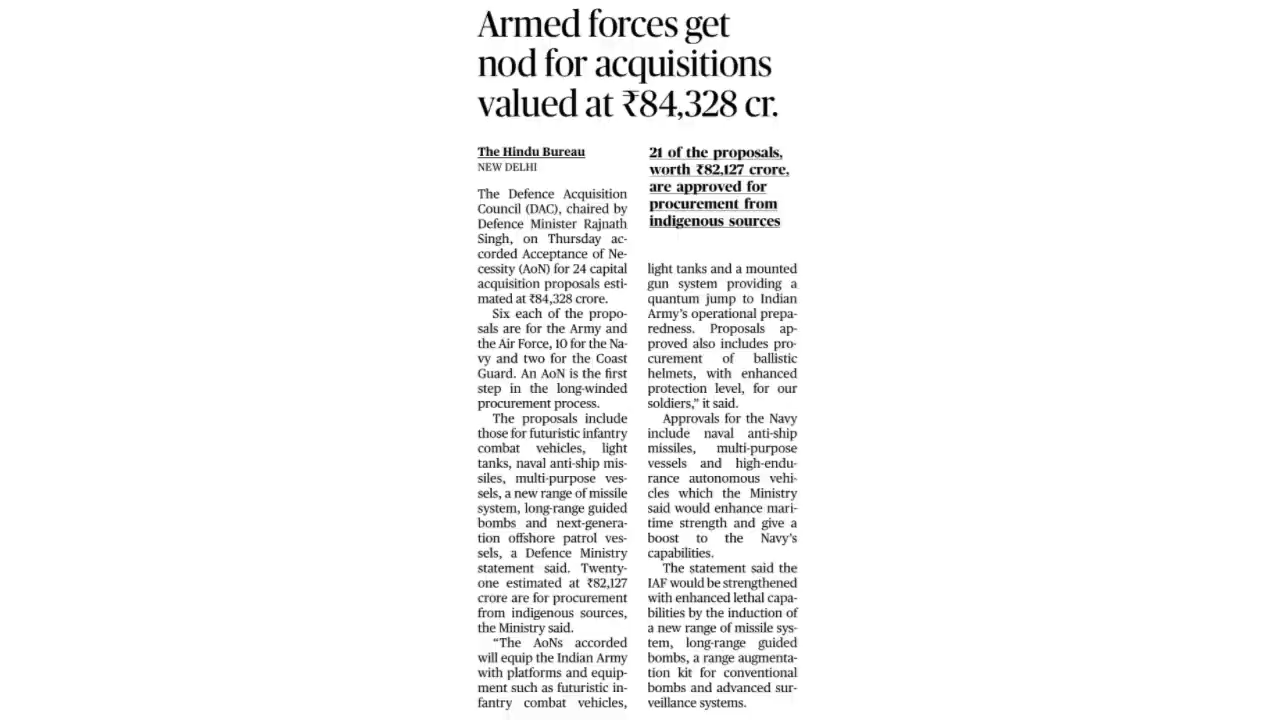 Armed forces get
nod for acquisitions
valued at ₹84,328 cr.
The Hindu Bureau
NEW DELHI
The Defence Acquisition
Council (DAC), chaired by
Defence Minister Rajnath
Singh, on Thursday ac-
corded Acceptance of Ne-
cessity (AoN) for 24 capital
acquisition proposals esti-
mated at ₹84,328 crore.
Six each of the propo-
sals are for the Army and
the Air Force, 10 for the Na-
vy and two for the Coast
Guard. An AoN is the first
step in the long-winded
procurement process.
The proposals include
those for futuristic infantry
combat vehicles, light
tanks, naval anti-ship mis-
siles, multi-purpose ves-
sels, a new range of missile
system, long-range guided
bombs and next-genera-
tion offshore patrol ves-
sels, a Defence Ministry
statement said. Twenty-
one estimated at ₹82,127
crore are for procurement
from indigenous sources,
the Ministry said.
“The AoNs accorded
will equip the Indian Army
with platforms and equip-
ment such as futuristic in-
fantry combat vehicles,
21 of the proposals,
worth ₹82,127 crore,
are approved for
procurement from
indigenous sources
light tanks and a mounted
gun system providing a
quantum jump to Indian
Army’s operational prepa-
redness. Proposals ap-
proved also includes pro-
curement of ballistic
helmets, with enhanced
protection level, for our
soldiers,” it said.
Approvals for the Navy
include naval anti-ship
missiles, multi-purpose
vessels and high-endu-
rance autonomous vehi-
cles which the Ministry
said would enhance mari-
time strength and give a
boost to the Navy’s
capabilities.
The statement said the
IAF would be strengthened
with enhanced lethal capa-
bilities by the induction of
a new range of missile sys-
tem, long-range guided
bombs, a range augmenta-
tion kit for conventional
bombs and advanced sur-
veillance systems.